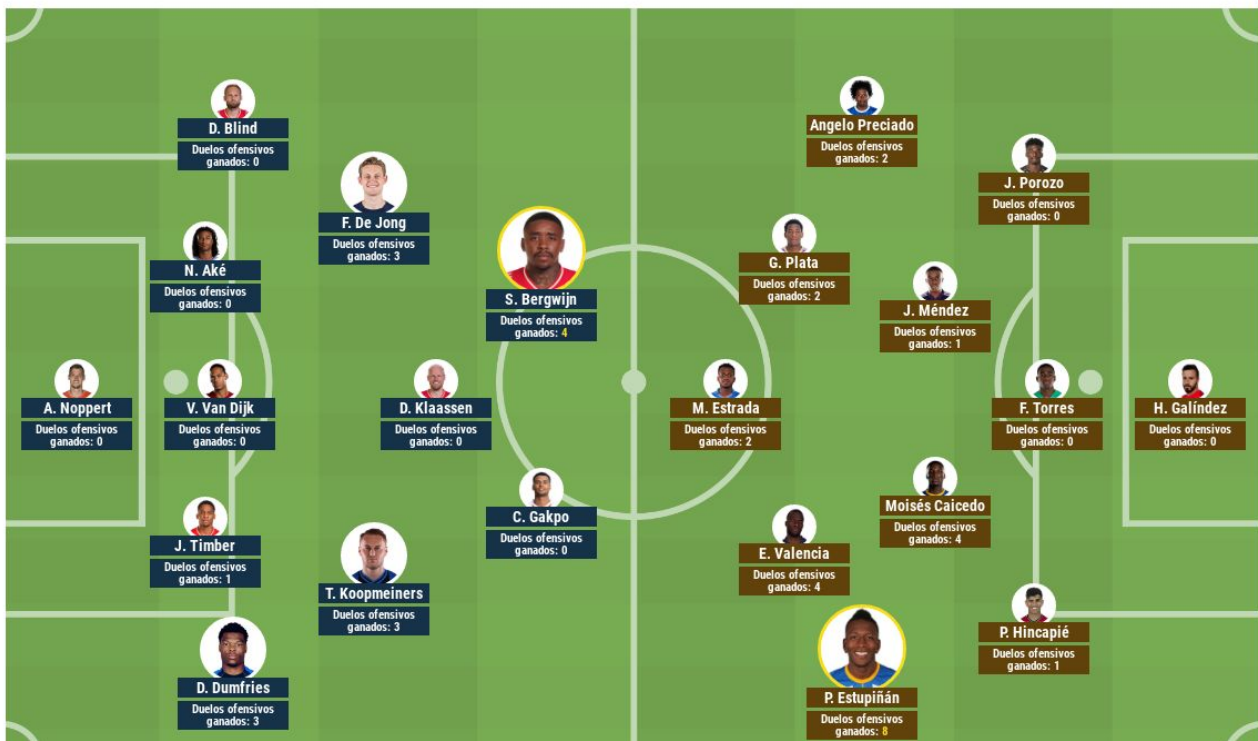 D. Blind
Duelos ofensivos
ganados: 0
F. De Jong
Duelos ofensivos
ganados: 3
N. Aké
Duelos ofensivos
ganados: 0
S. Bergwijn
Duelos ofensivos
ganados: 4
A. Noppert
Duelos ofensivos
ganados: 0
V. Van Dijk
Duelos ofensivos
ganados: 0
D. Klaassen
Duelos ofensivos
ganados: 0
C. Gakpo
Duelos ofensivos
ganados: 0
J. Timber
Duelos ofensivos
ganados: 1
T. Koopmeiners
Duelos ofensivos
ganados: 3
D. Dumfries
Duelos ofensivos
ganados: 3
Angelo Preciado
Duelos ofensivos
ganados: 2
J. Porozo
Duelos ofensivos
ganados: 0
G. Plata
Duelos ofensivos
ganados: 2
J. Méndez
Duelos ofensivos
ganados: 1
M. Estrada
Duelos ofensivos
ganados: 2
F. Torres
Duelos ofensivos
ganados: 0
H. Galíndez
Duelos ofensivos
ganados: 0
Moisés Caicedo
Duelos ofensivos
ganados: 4
E. Valencia
Duelos ofensivos
ganados: 4
P. Hincapié
Duelos ofensivos
ganados: 1
P. Estupiñán
Duelos ofensivos
ganados: 8